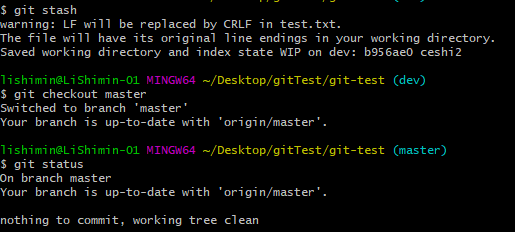 $ git stash
warning: LF will be replaced by CRLF in test.txt.
The file will have its original line endings in your working directory.
Saved working directory and index state WIP on dev: b956ae0 ceshi2
lishimin@LiShimin-01 MINGW64 ~/Desktop/gitTest/git-test (dev)
$ git checkout master
Switched to branch 'master'
Your branch is up-to-date with 'origin/master'.
lishimin@LiShimin-01 MINGW64 ~/Desktop/gitTest/git-test (master)
$ git status
On branch master
Your branch is up-to-date with 'origin/master'.
nothing to commit, working tree clean